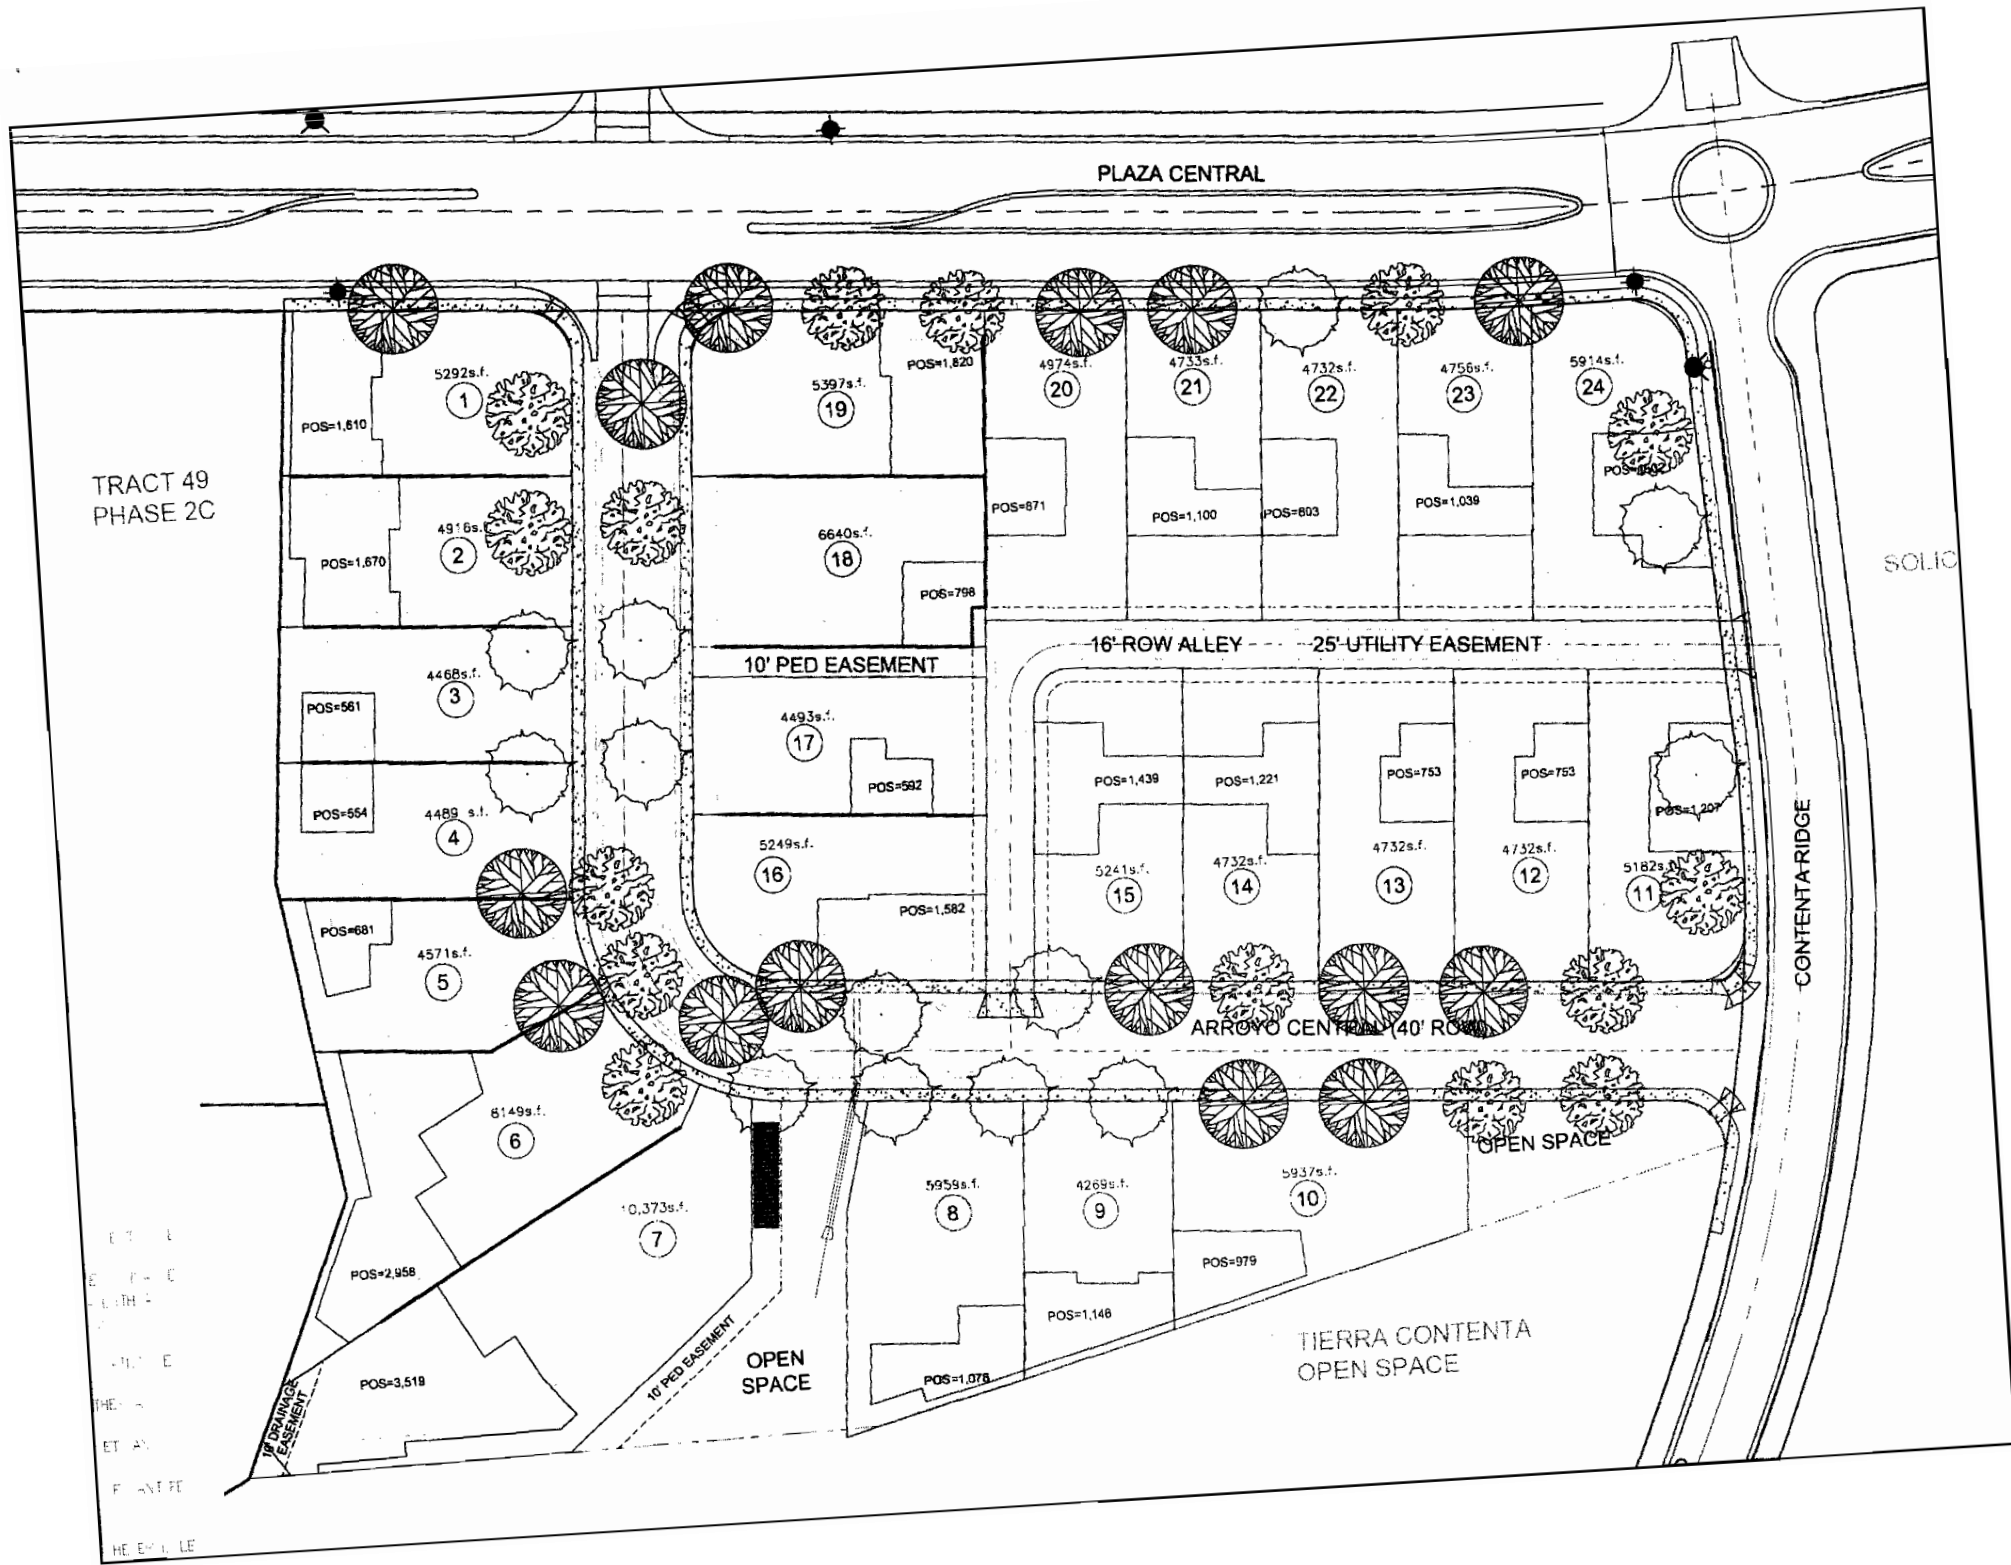 PLAZA CENTRAL
POS=1,820
5292s.f.
1
5397s.f.
19
4974s.f.
20
4733s.f.
21
4732s.f.
22
4756s.f.
23
5914s.f.
24
POS=1,610
TRACT 49
PHASE 2C
POS=871
POS=1,100
POS=803
POS=1,039
4916s.f.
2
POS=1,670
6640s.f.
18
POS=798
SOLIC
16' ROW ALLEY
25' UTILITY EASEMENT
10' PED EASEMENT
4468s.f.
3
POS=561
4493s.f.
17
POS=592
POS=1,439
POS=1,221
POS=753
POS=753
POS=1,207
POS=554
4489 s.f.
4
5249s.f.
16
POS=1,582
5241s.f.
15
4732s.f.
14
4732s.f.
13
4732s.f.
12
5182s
11
CONTENTA RIDGE
POS=681
4571s.f.
5
ARROYO CENTRAL (40' ROW)
6149s.f.
6
OPEN SPACE
10,373s.f.
7
5959s.f.
8
4269s.f.
9
5937s.f.
10
POS=2,958
POS=979
POS=1,146
10' PED EASEMENT
OPEN
SPACE
POS=1,078
TIERRA CONTENTA
OPEN SPACE
POS=3,519
10' DRAINAGE
EASEMENT